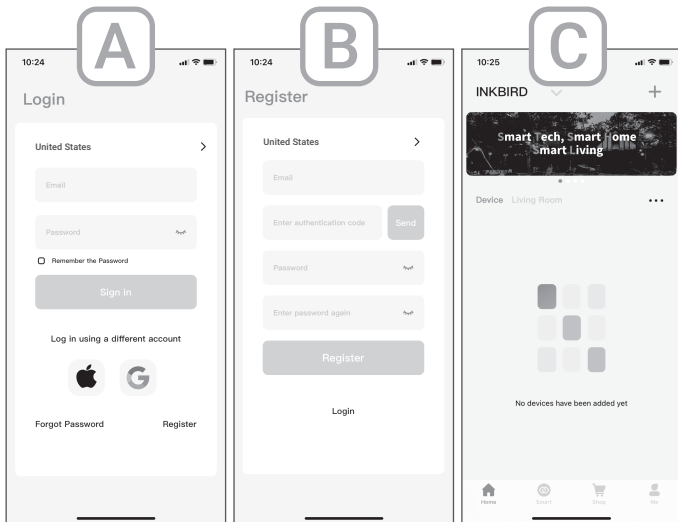 A
10:24
Login
United States
Email
Password
Remember the Password
Sign in
Log in using a different account
G
Forgot Password
Register
B
10:24
Register
United States
Email
Enter authentication code
Send
Password
Enter password again
Register
Login
C
10:25
INKBIRD
Smart Tech, Smart Home
Smart Living
Device Living Room
No devices have been added yet
Home
Smart
Shop
Me